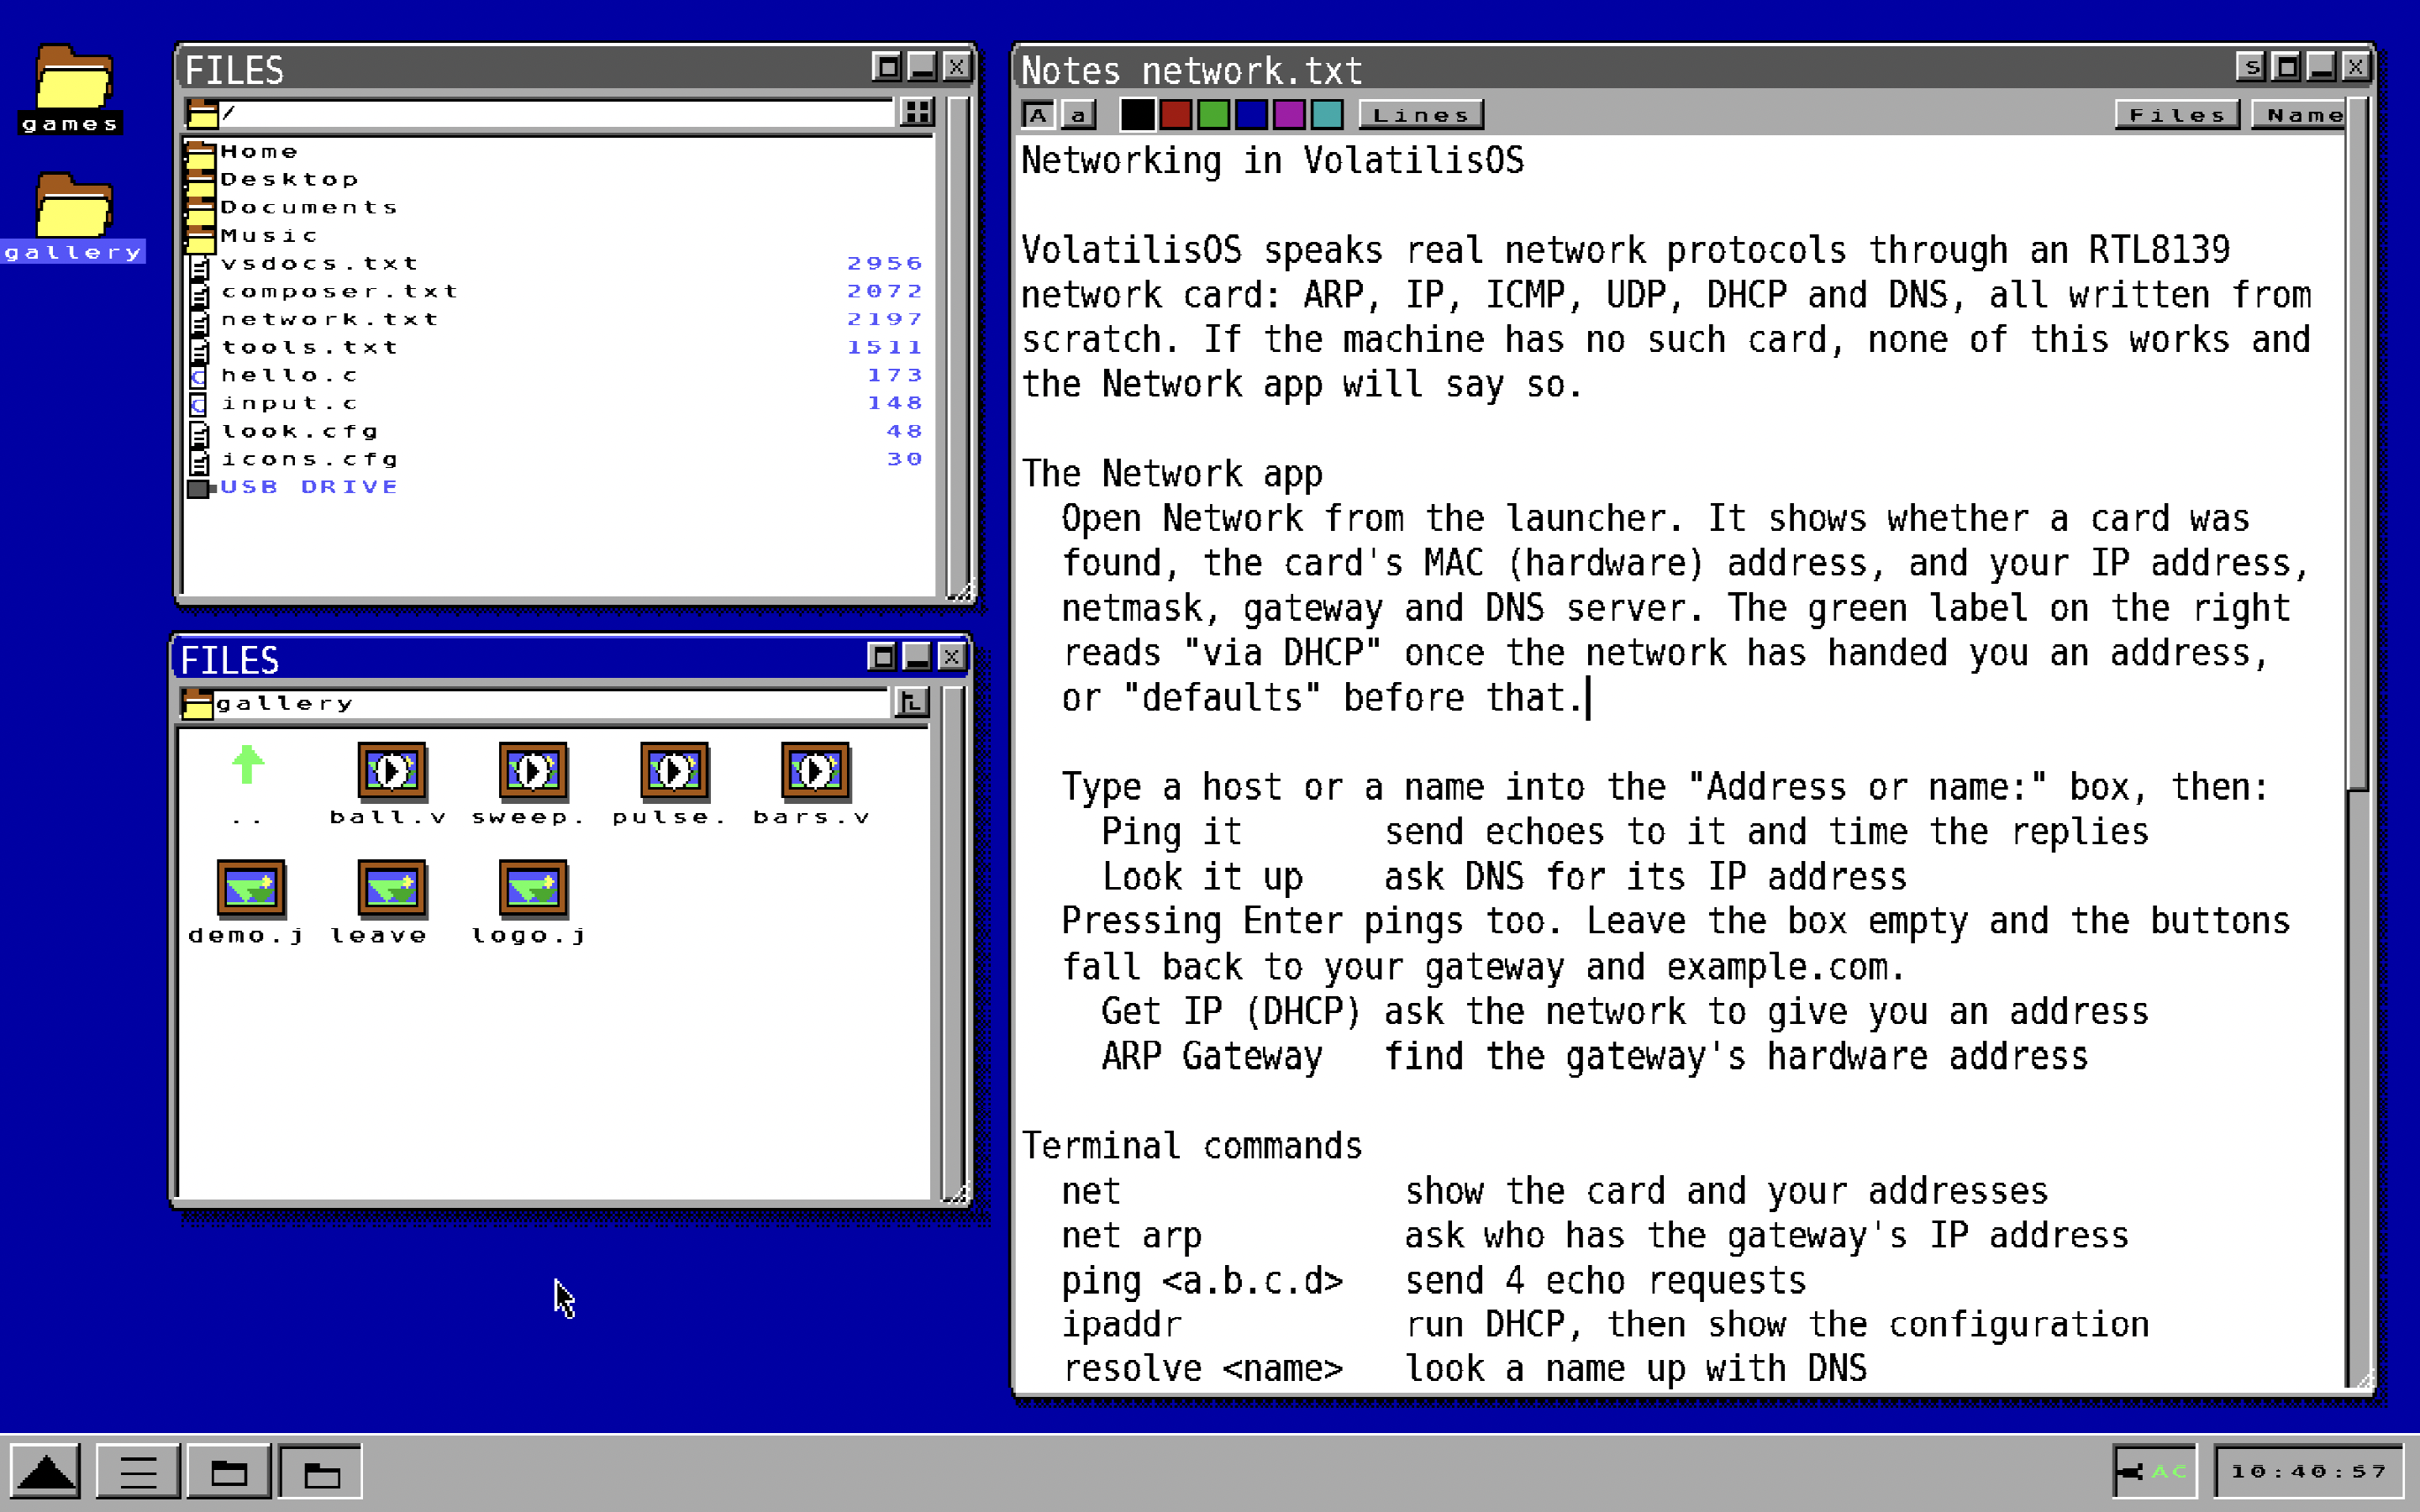 games
gallery
FILES
/
Home
Desktop
Documents
Music
vsdocs.txt 2956
composer.txt 2072
network.txt 2197
tools.txt 1511
hello.c 173
input.c 148
look.cfg 48
icons.cfg 30
USB DRIVE
FILES
gallery
.. ball.v sweep. pulse. bars.v
demo.j leave logo.j
Notes network.txt
S X
A a Lines Files Name
Networking in VolatilisOS
VolatilisOS speaks real network protocols through an RTL8139
network card: ARP, IP, ICMP, UDP, DHCP and DNS, all written from
scratch. If the machine has no such card, none of this works and
the Network app will say so.
The Network app
Open Network from the launcher. It shows whether a card was
found, the card's MAC (hardware) address, and your IP address,
netmask, gateway and DNS server. The green label on the right
reads "via DHCP" once the network has handed you an address,
or "defaults" before that.
Type a host or a name into the "Address or name:" box, then:
Ping it send echoes to it and time the replies
Look it up ask DNS for its IP address
Pressing Enter pings too. Leave the box empty and the buttons
fall back to your gateway and example.com.
Get IP (DHCP) ask the network to give you an address
ARP Gateway find the gateway's hardware address
Terminal commands
net show the card and your addresses
net arp ask who has the gateway's IP address
ping <a.b.c.d> send 4 echo requests
ipaddr run DHCP, then show the configuration
resolve <name> look a name up with DNS
AC 10:40:57